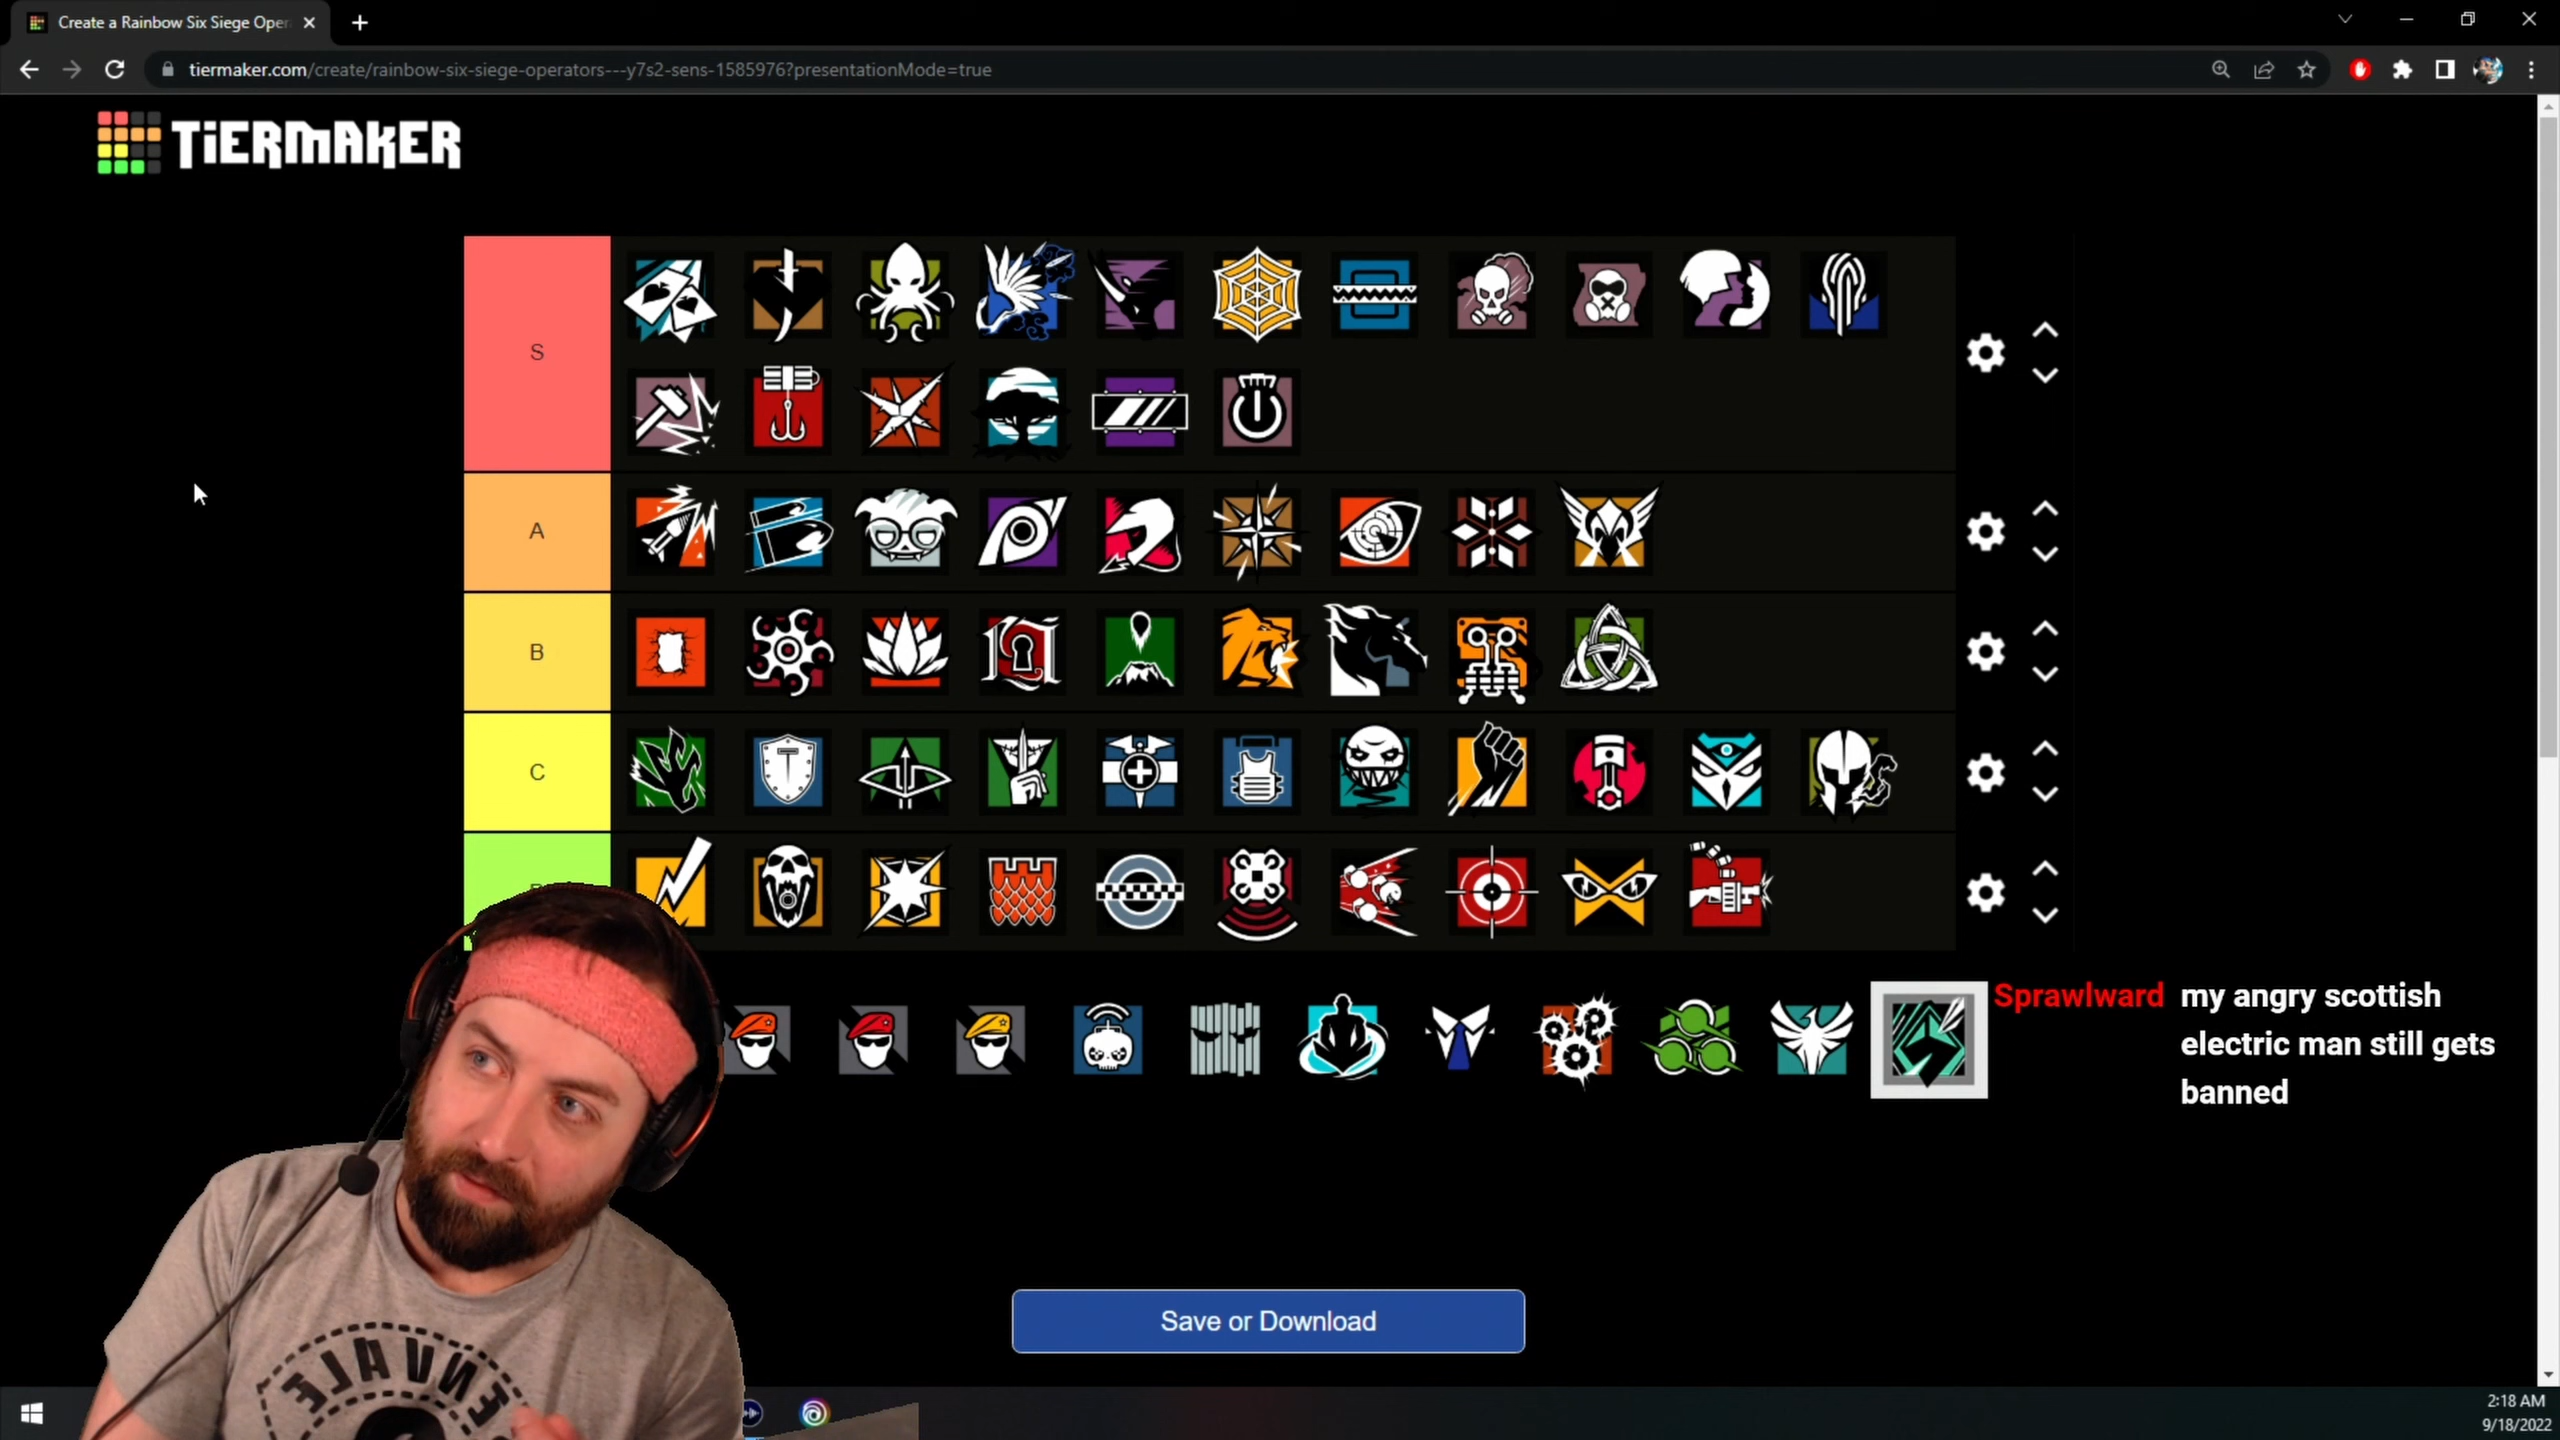 Create a Rainbow Six Siege Oper
tiermaker.com/create/rainbow-six-siege-operators---y7s2-sens-1585976?presentationMode=true
TiERMAKER
S
A
B
C
Sprawlward my angry scottish
electric man still gets
banned
Save or Download
ENVALE
2:18 AM
9/18/2022